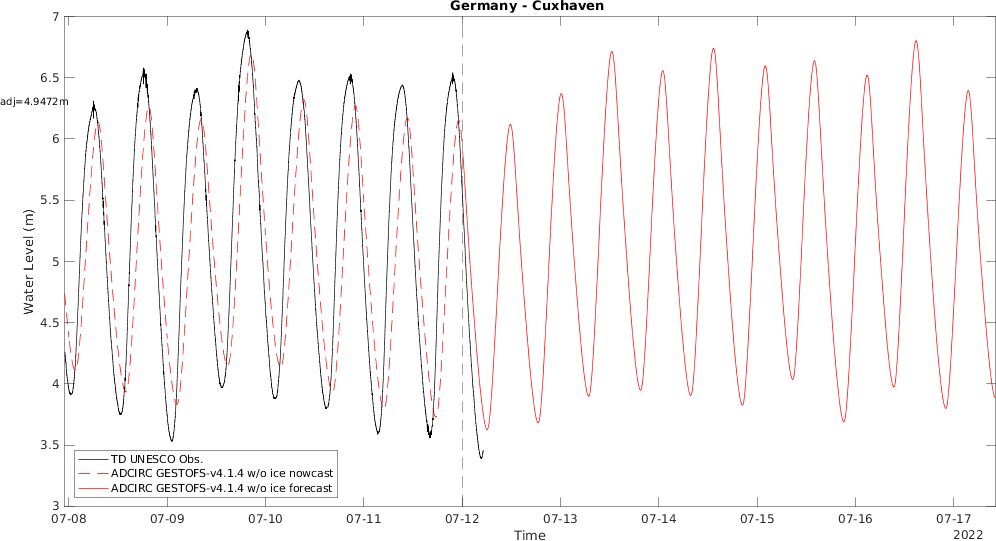 Germany - Cuxhaven
7
6.5
adj=4.9472m
6
5.5
5
4.5
4
3.5
3
Water Level (m)
TD UNESCO Obs.
ADCIRC GESTOFS-v4.1.4 w/o ice nowcast
ADCIRC GESTOFS-v4.1.4 w/o ice forecast
07-08 07-09 07-10 07-11 07-12 07-13 07-14 07-15 07-16 07-17
Time
2022